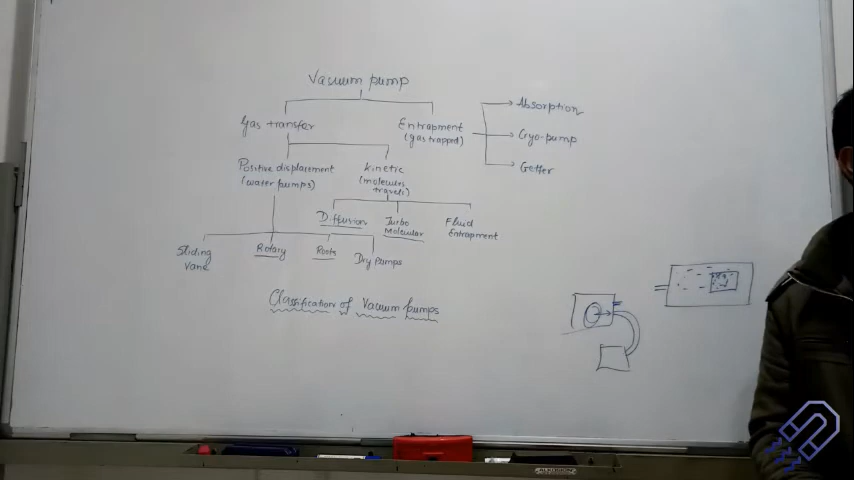 Vacuum pump
Gas transfer
Entrapment
(gas trapped)
Absorption
Cryo-pump
Getter
Positive displacement
(water pumps)
Kinetic
(molecules
travel)
Diffusion
Turbo
Molecular
Fluid
Entrapment
Sliding
Vane
Rotary
Roots
Dry Pumps
Classification of Vacuum pumps